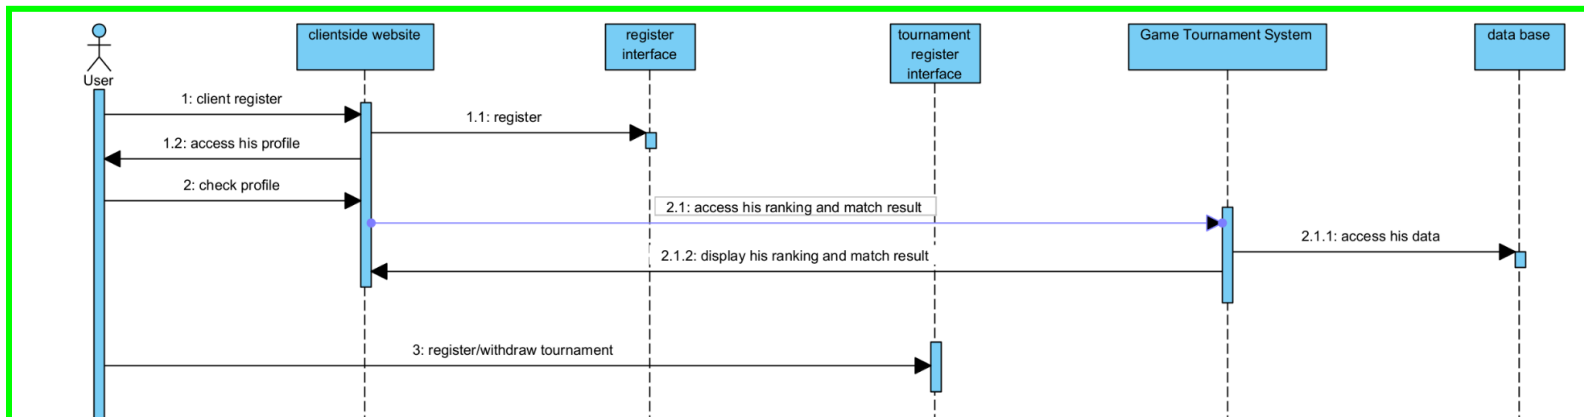 clientside website
register
interface
tournament
register
interface
Game Tournament System
data base
User
1: client register
1.1: register
1.2: access his profile
2: check profile
2.1: access his ranking and match result
2.1.1: access his data
2.1.2: display his ranking and match result
3: register/withdraw tournament